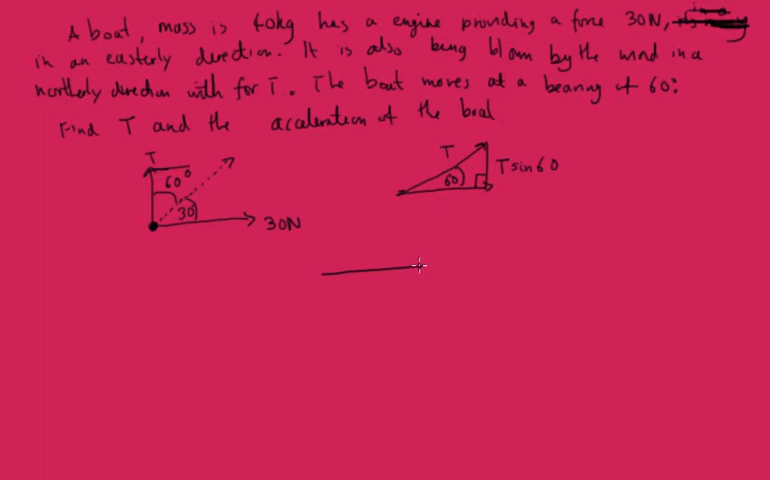 A boat, mass is 40kg has a engine providing a force 30N,
in an easterly direction. It is also being blown by the wind in a
northerly direction with for T. The boat moves at a bearing of 60°
Find T and the acceleration of the boat
T
60°
30
30N
T
60
T sin 60